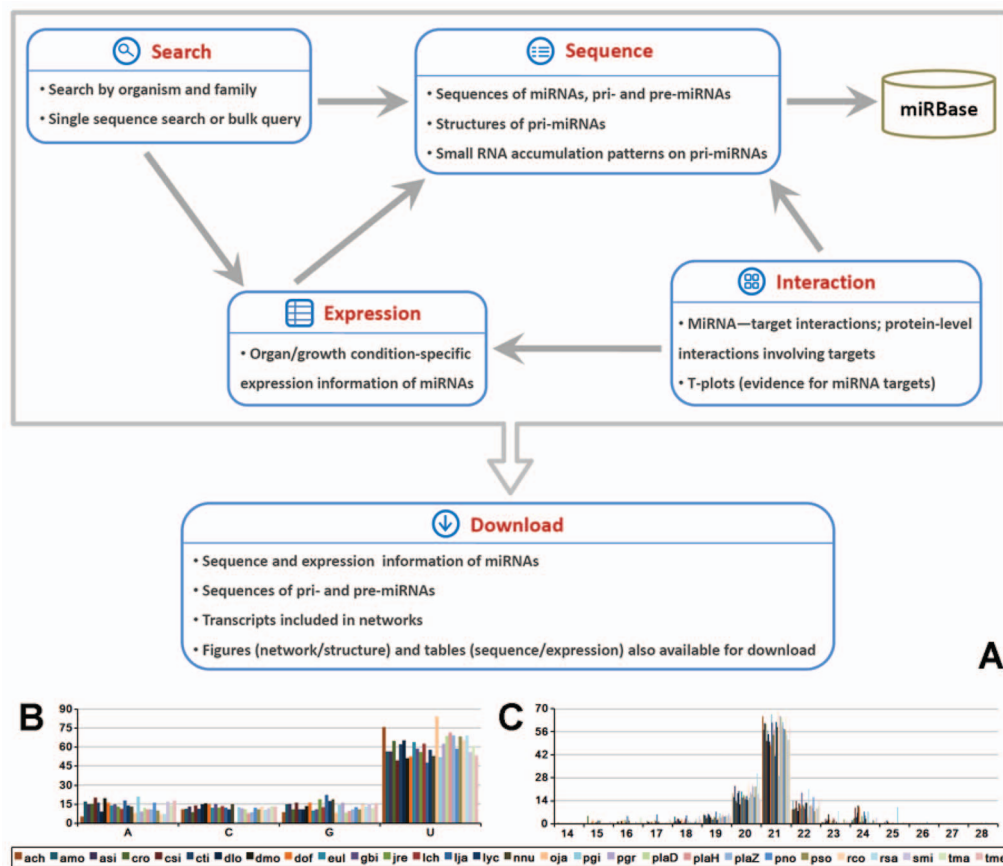 Search
• Search by organism and family
• Single sequence search or bulk query
Sequence
• Sequences of miRNAs, pri- and pre-miRNAs
• Structures of pri-miRNAs
• Small RNA accumulation patterns on pri-miRNAs
miRBase
Expression
• Organ/growth condition-specific
expression information of miRNAs
Interaction
• MiRNA—target interactions; protein-level
interactions involving targets
• T-plots (evidence for miRNA targets)
Download
• Sequence and expression information of miRNAs
• Sequences of pri- and pre-miRNAs
• Transcripts included in networks
• Figures (network/structure) and tables (sequence/expression) also available for download
A
B
90
75
60
45
30
15
0
A C G U
C
70
56
42
28
14
0
14 15 16 17 18 19 20 21 22 23 24 25 26 27 28
ach amo asi cro csi cti dlo dmo dof eul gbi jre lch lja lyc nnu oja pgi pgr plaD plaH plaZ pno pso rco rsa smi tma tmo